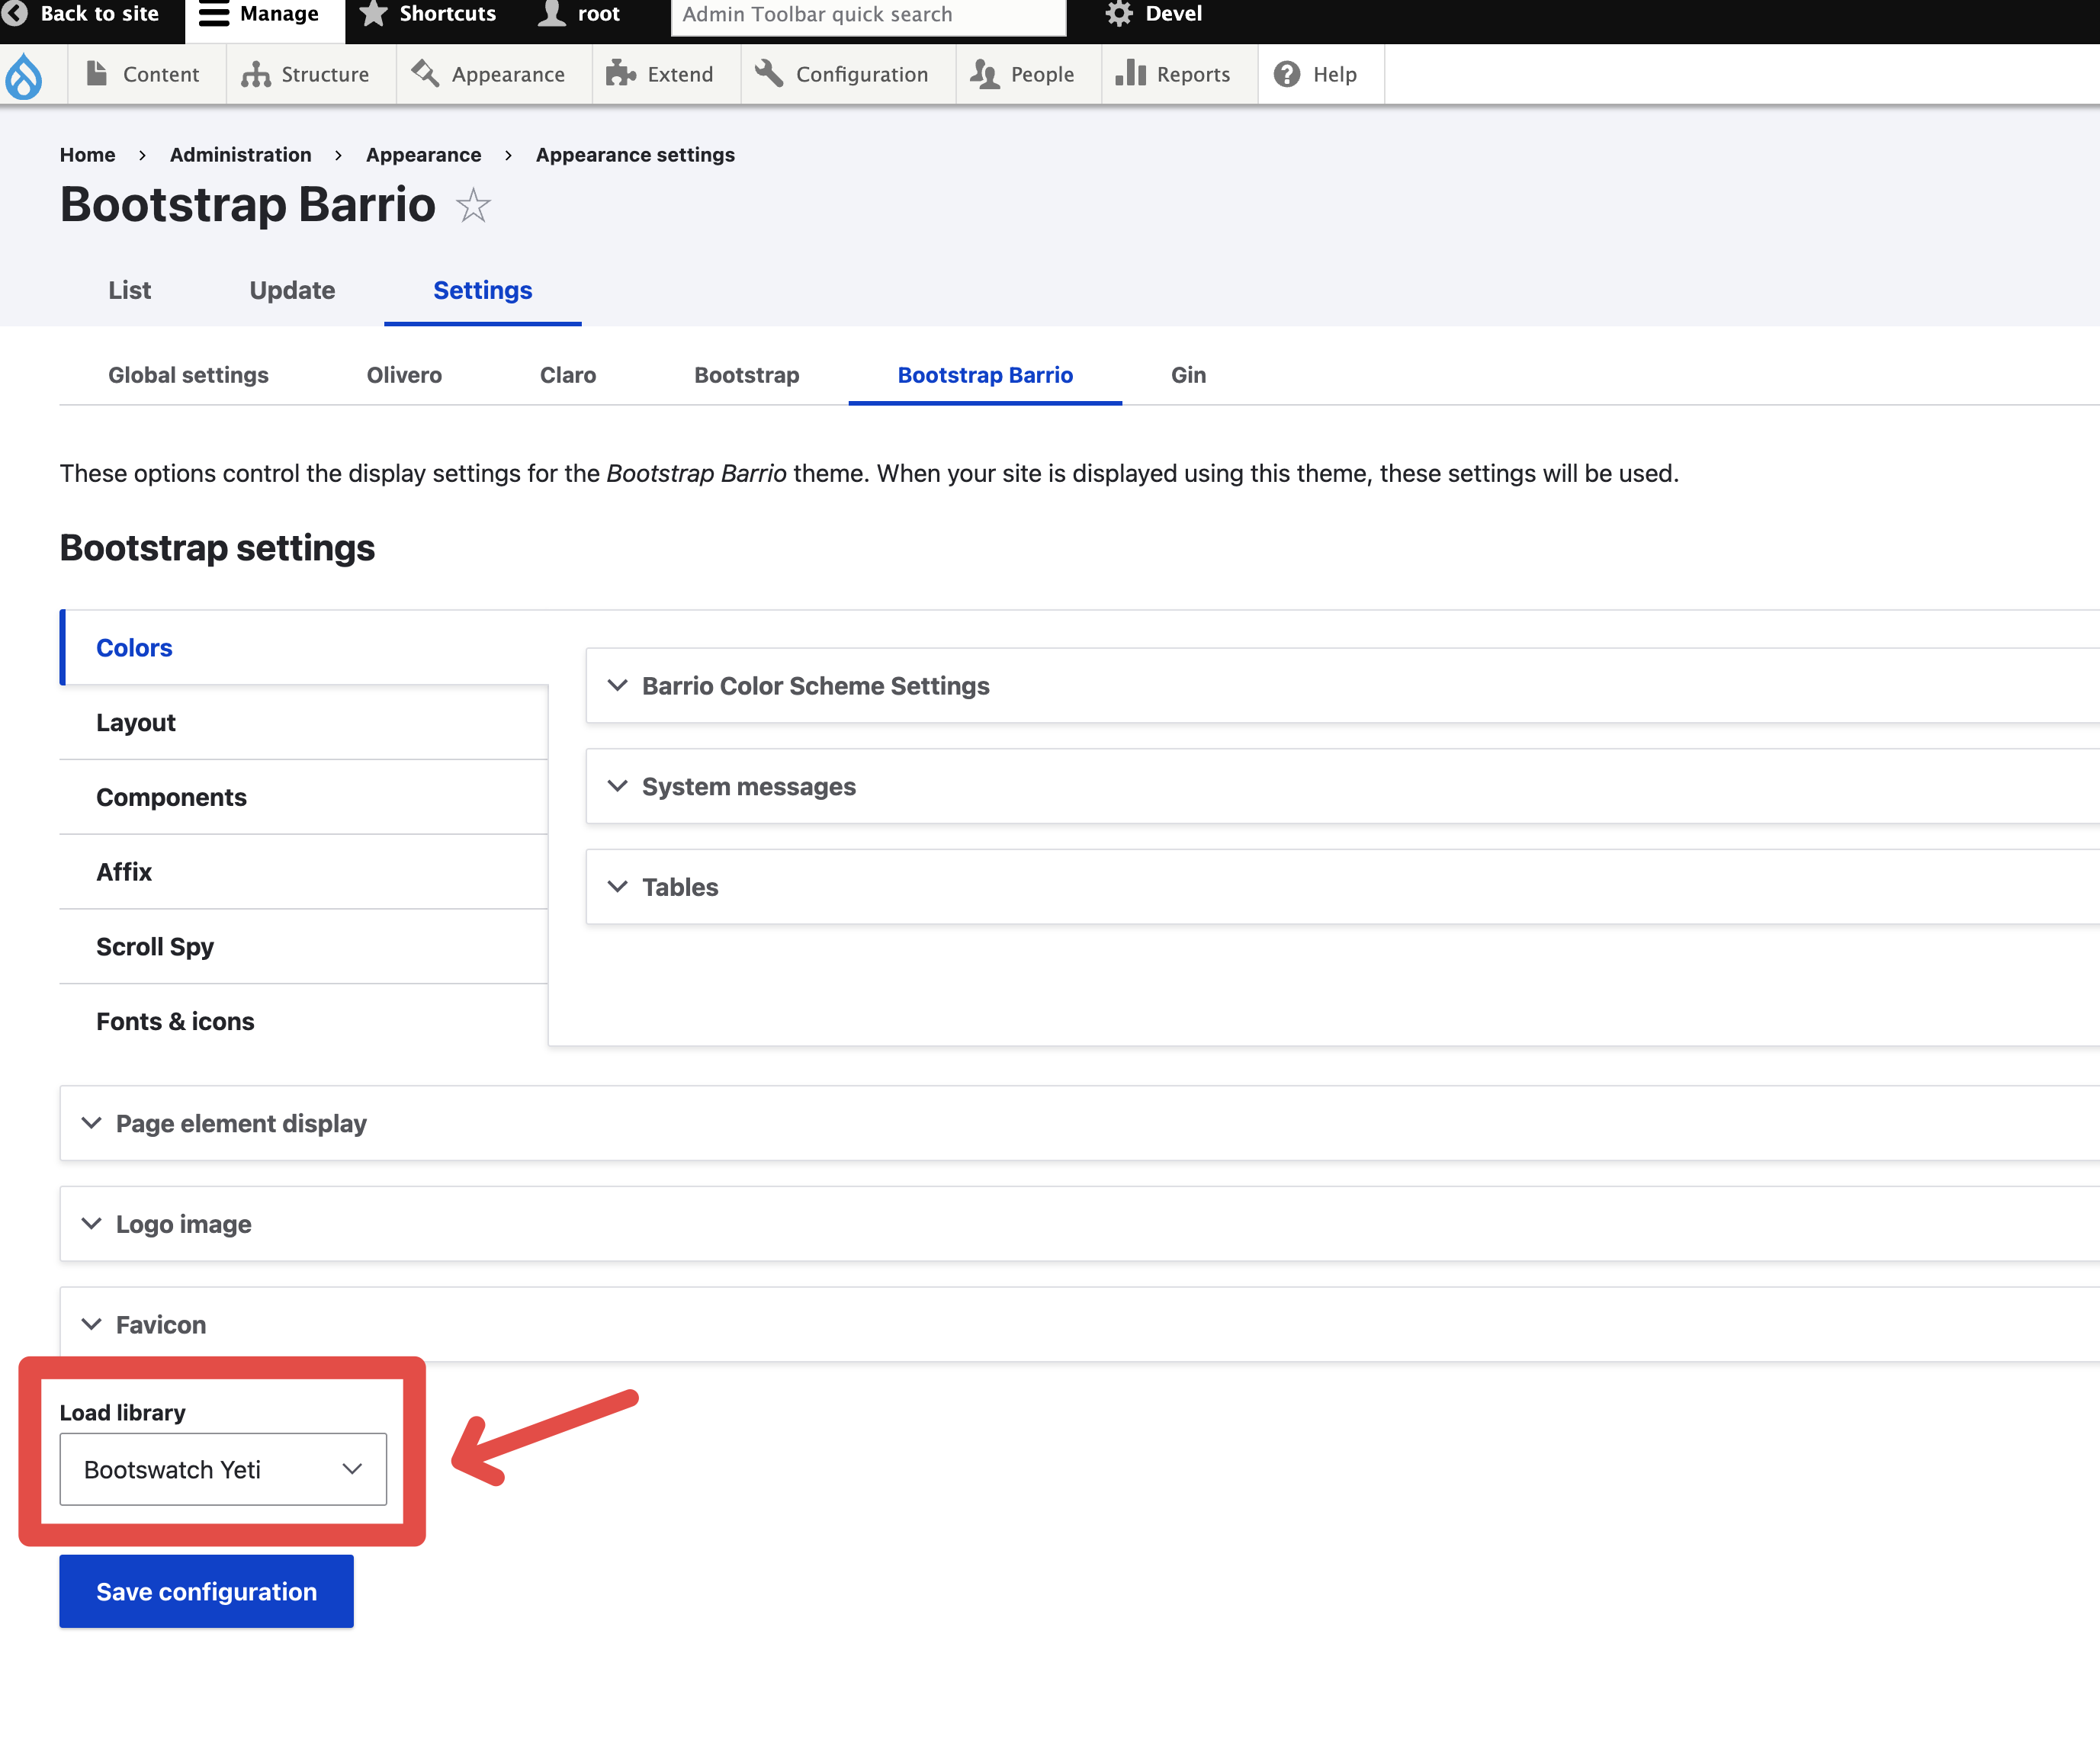 Back to site Manage Shortcuts root Admin Toolbar quick search Devel
Content Structure Appearance Extend Configuration People Reports Help
Home › Administration › Appearance › Appearance settings
Bootstrap Barrio
List Update Settings
Global settings Olivero Claro Bootstrap Bootstrap Barrio Gin
These options control the display settings for the Bootstrap Barrio theme. When your site is displayed using this theme, these settings will be used.
Bootstrap settings
Colors
Layout
Components
Affix
Scroll Spy
Fonts & icons
Barrio Color Scheme Settings
System messages
Tables
Page element display
Logo image
Favicon
Load library
Bootswatch Yeti
Save configuration